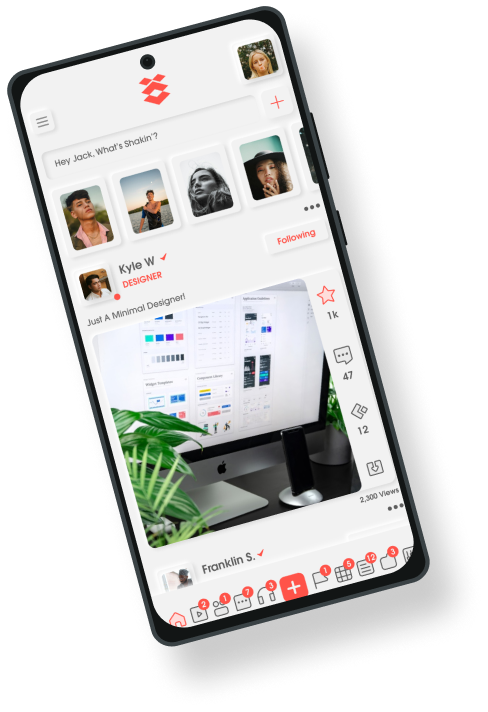 Hey Jack, What's Shakin'?
Kyle W
DESIGNER
Following
Just A Minimal Designer!
1k
47
12
2,300 Views
Franklin S.
2
1
7
3
1
5
12
3